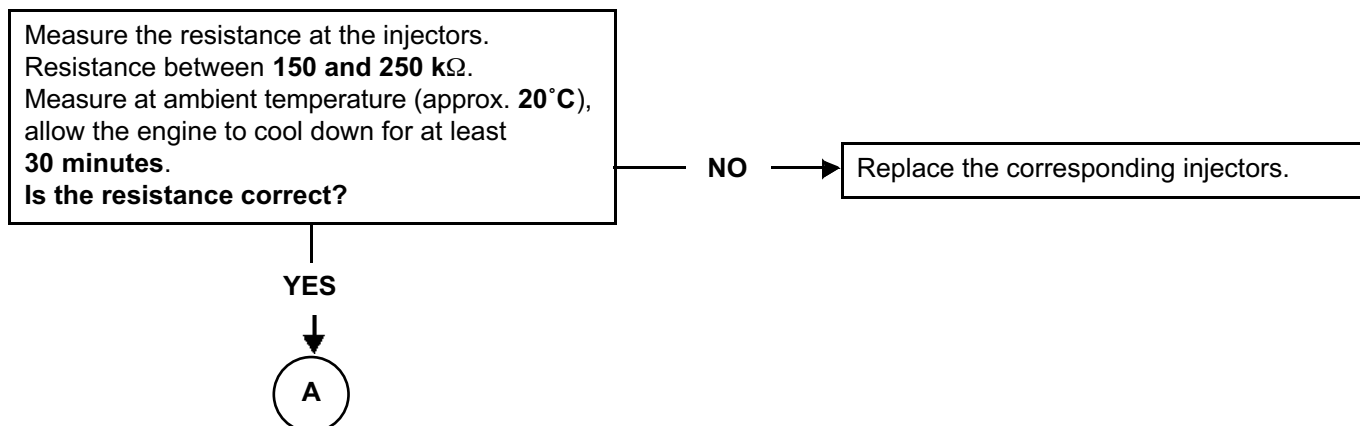 Measure the resistance at the injectors.
Resistance between 150 and 250 kΩ.
Measure at ambient temperature (approx. 20˚C),
allow the engine to cool down for at least
30 minutes.
Is the resistance correct?
NO
Replace the corresponding injectors.
YES
A